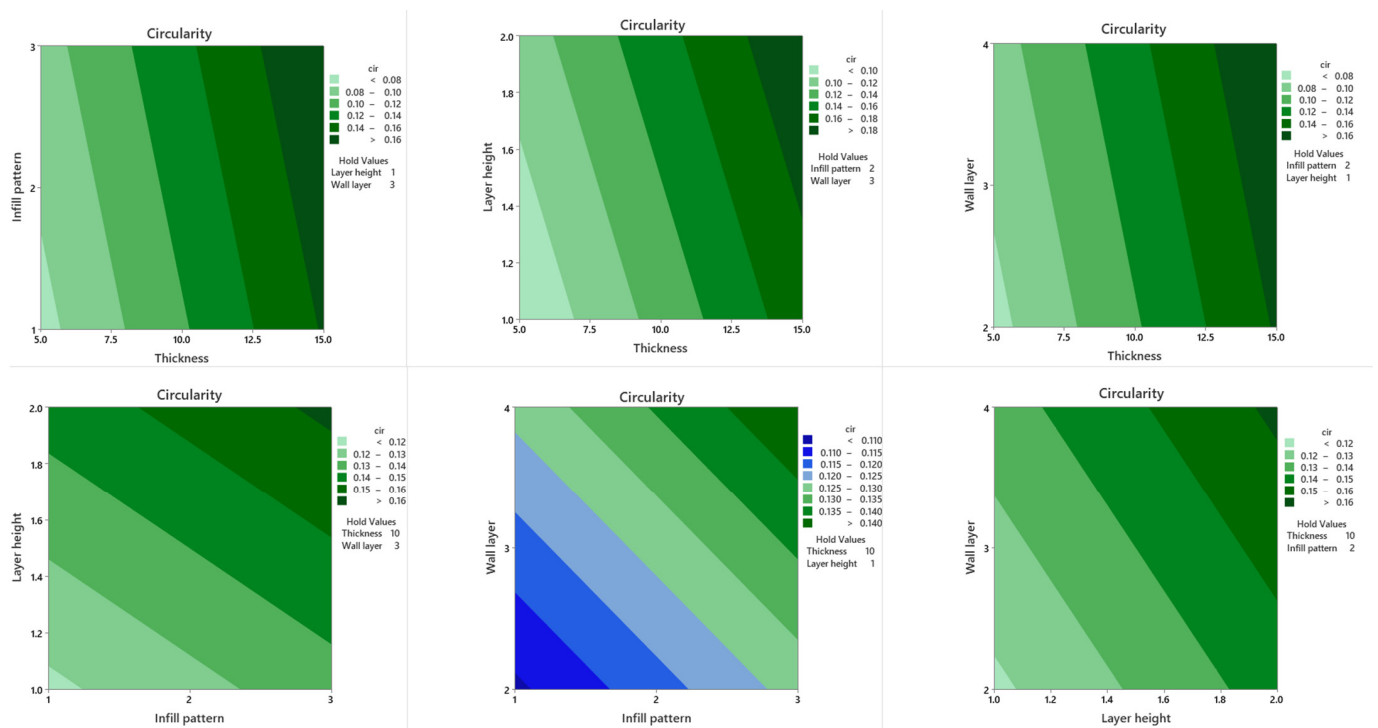 Circularity
3
2
1
Infill pattern
5.0 7.5 10.0 12.5 15.0
Thickness
cir
< 0.08
0.08 – 0.10
0.10 – 0.12
0.12 – 0.14
0.14 – 0.16
> 0.16
Hold Values
Layer height 1
Wall layer 3
Circularity
2.0
1.8
1.6
1.4
1.2
1.0
Layer height
5.0 7.5 10.0 12.5 15.0
Thickness
cir
< 0.10
0.10 – 0.12
0.12 – 0.14
0.14 – 0.16
0.16 – 0.18
> 0.18
Hold Values
Infill pattern 2
Wall layer 3
Circularity
4
3
2
Wall layer
5.0 7.5 10.0 12.5 15.0
Thickness
cir
< 0.08
0.08 – 0.10
0.10 – 0.12
0.12 – 0.14
0.14 – 0.16
> 0.16
Hold Values
Infill pattern 2
Layer height 1
Circularity
2.0
1.8
1.6
1.4
1.2
1.0
Layer height
1 2 3
Infill pattern
cir
< 0.12
0.12 – 0.13
0.13 – 0.14
0.14 – 0.15
0.15 – 0.16
> 0.16
Hold Values
Thickness 10
Wall layer 3
Circularity
4
3
2
Wall layer
1 2 3
Infill pattern
cir
< 0.110
0.110 – 0.115
0.115 – 0.120
0.120 – 0.125
0.125 – 0.130
0.130 – 0.135
0.135 – 0.140
> 0.140
Hold Values
Thickness 10
Layer height 1
Circularity
4
3
2
Wall layer
1.0 1.2 1.4 1.6 1.8 2.0
Layer height
cir
< 0.12
0.12 – 0.13
0.13 – 0.14
0.14 – 0.15
0.15 – 0.16
> 0.16
Hold Values
Thickness 10
Infill pattern 2